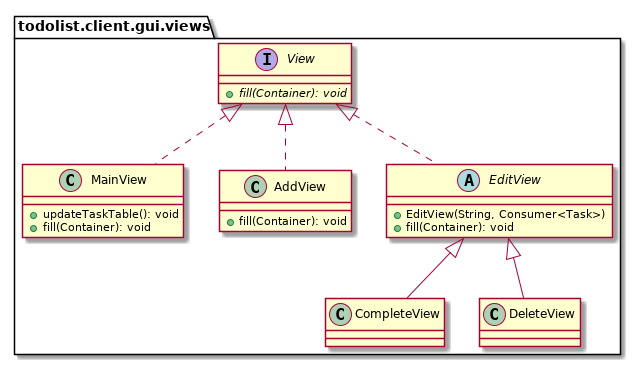 todolist.client.gui.views
I View
fill(Container): void
C MainView
updateTaskTable(): void
fill(Container): void
C AddView
fill(Container): void
A EditView
EditView(String, Consumer<Task>)
fill(Container): void
C CompleteView
C DeleteView